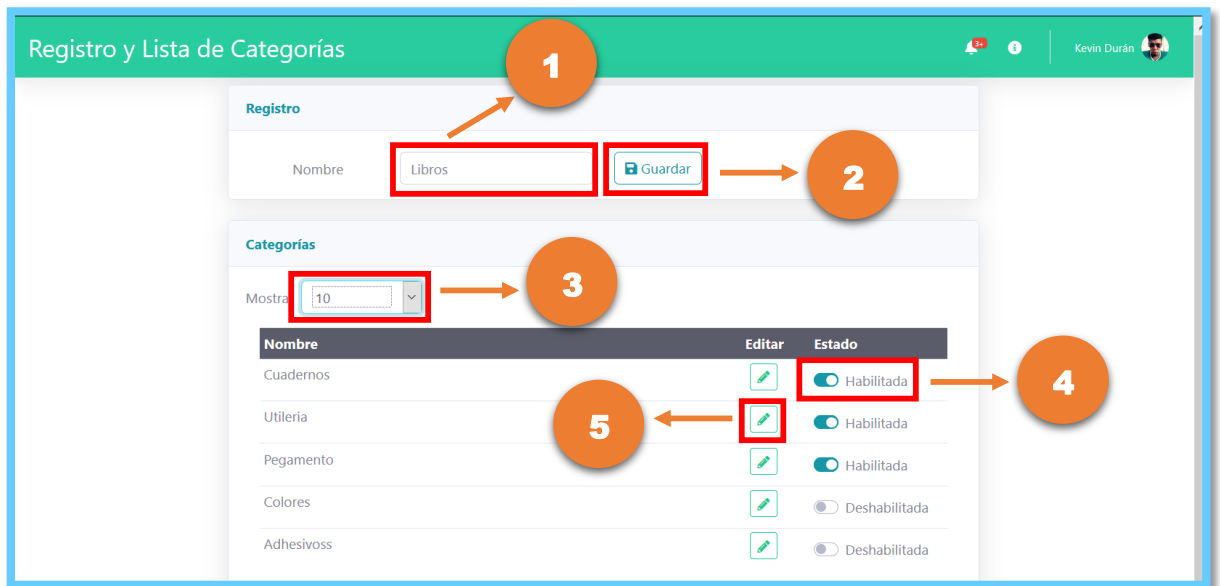 Registro y Lista de Categorías
3+
Kevin Durán
1
Registro
Nombre
Libros
Guardar
2
Categorías
Mostra
10
3
Nombre Editar Estado
Cuadernos Habilitada
4
Utileria Habilitada
5
Pegamento Habilitada
Colores Deshabilitada
Adhesivoss Deshabilitada